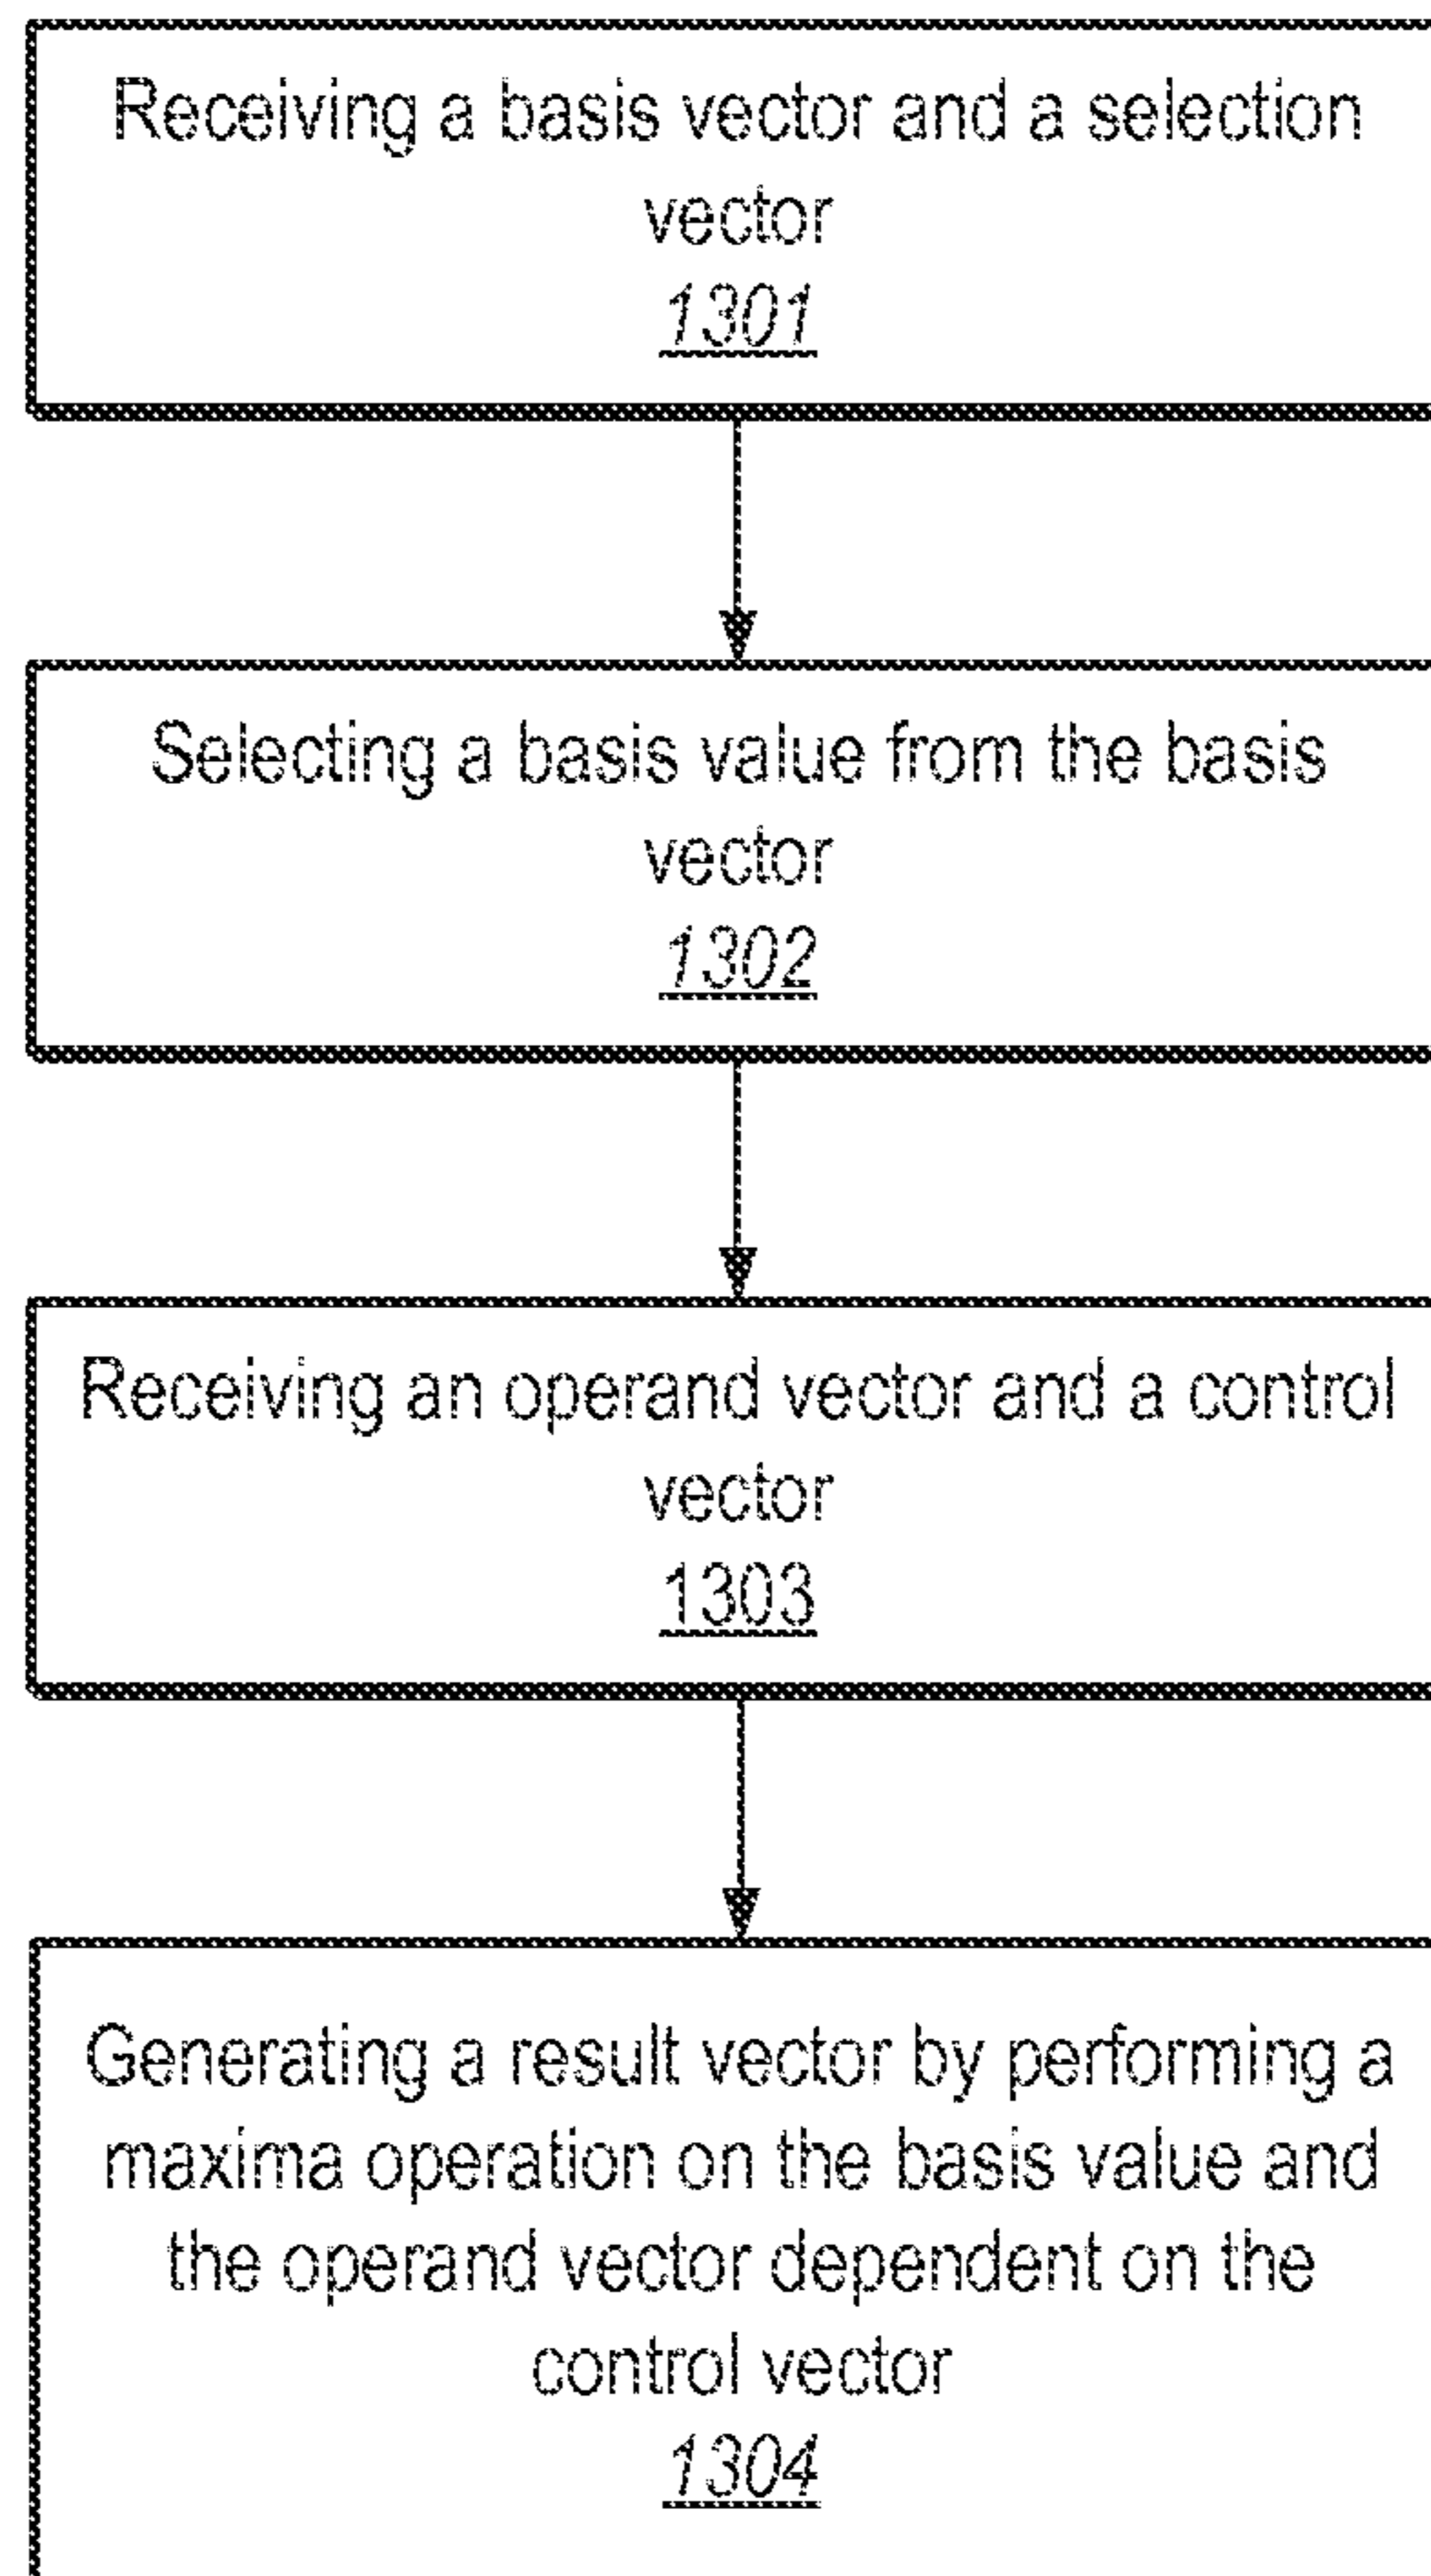 Receiving a basis vector and a selection
vector
1301
Selecting a basis value from the basis
vector
1302
Receiving an operand vector and a control
vector
1303
Generating a result vector by performing a
maxima operation on the basis value and
the operand vector dependent on the
control vector
1304